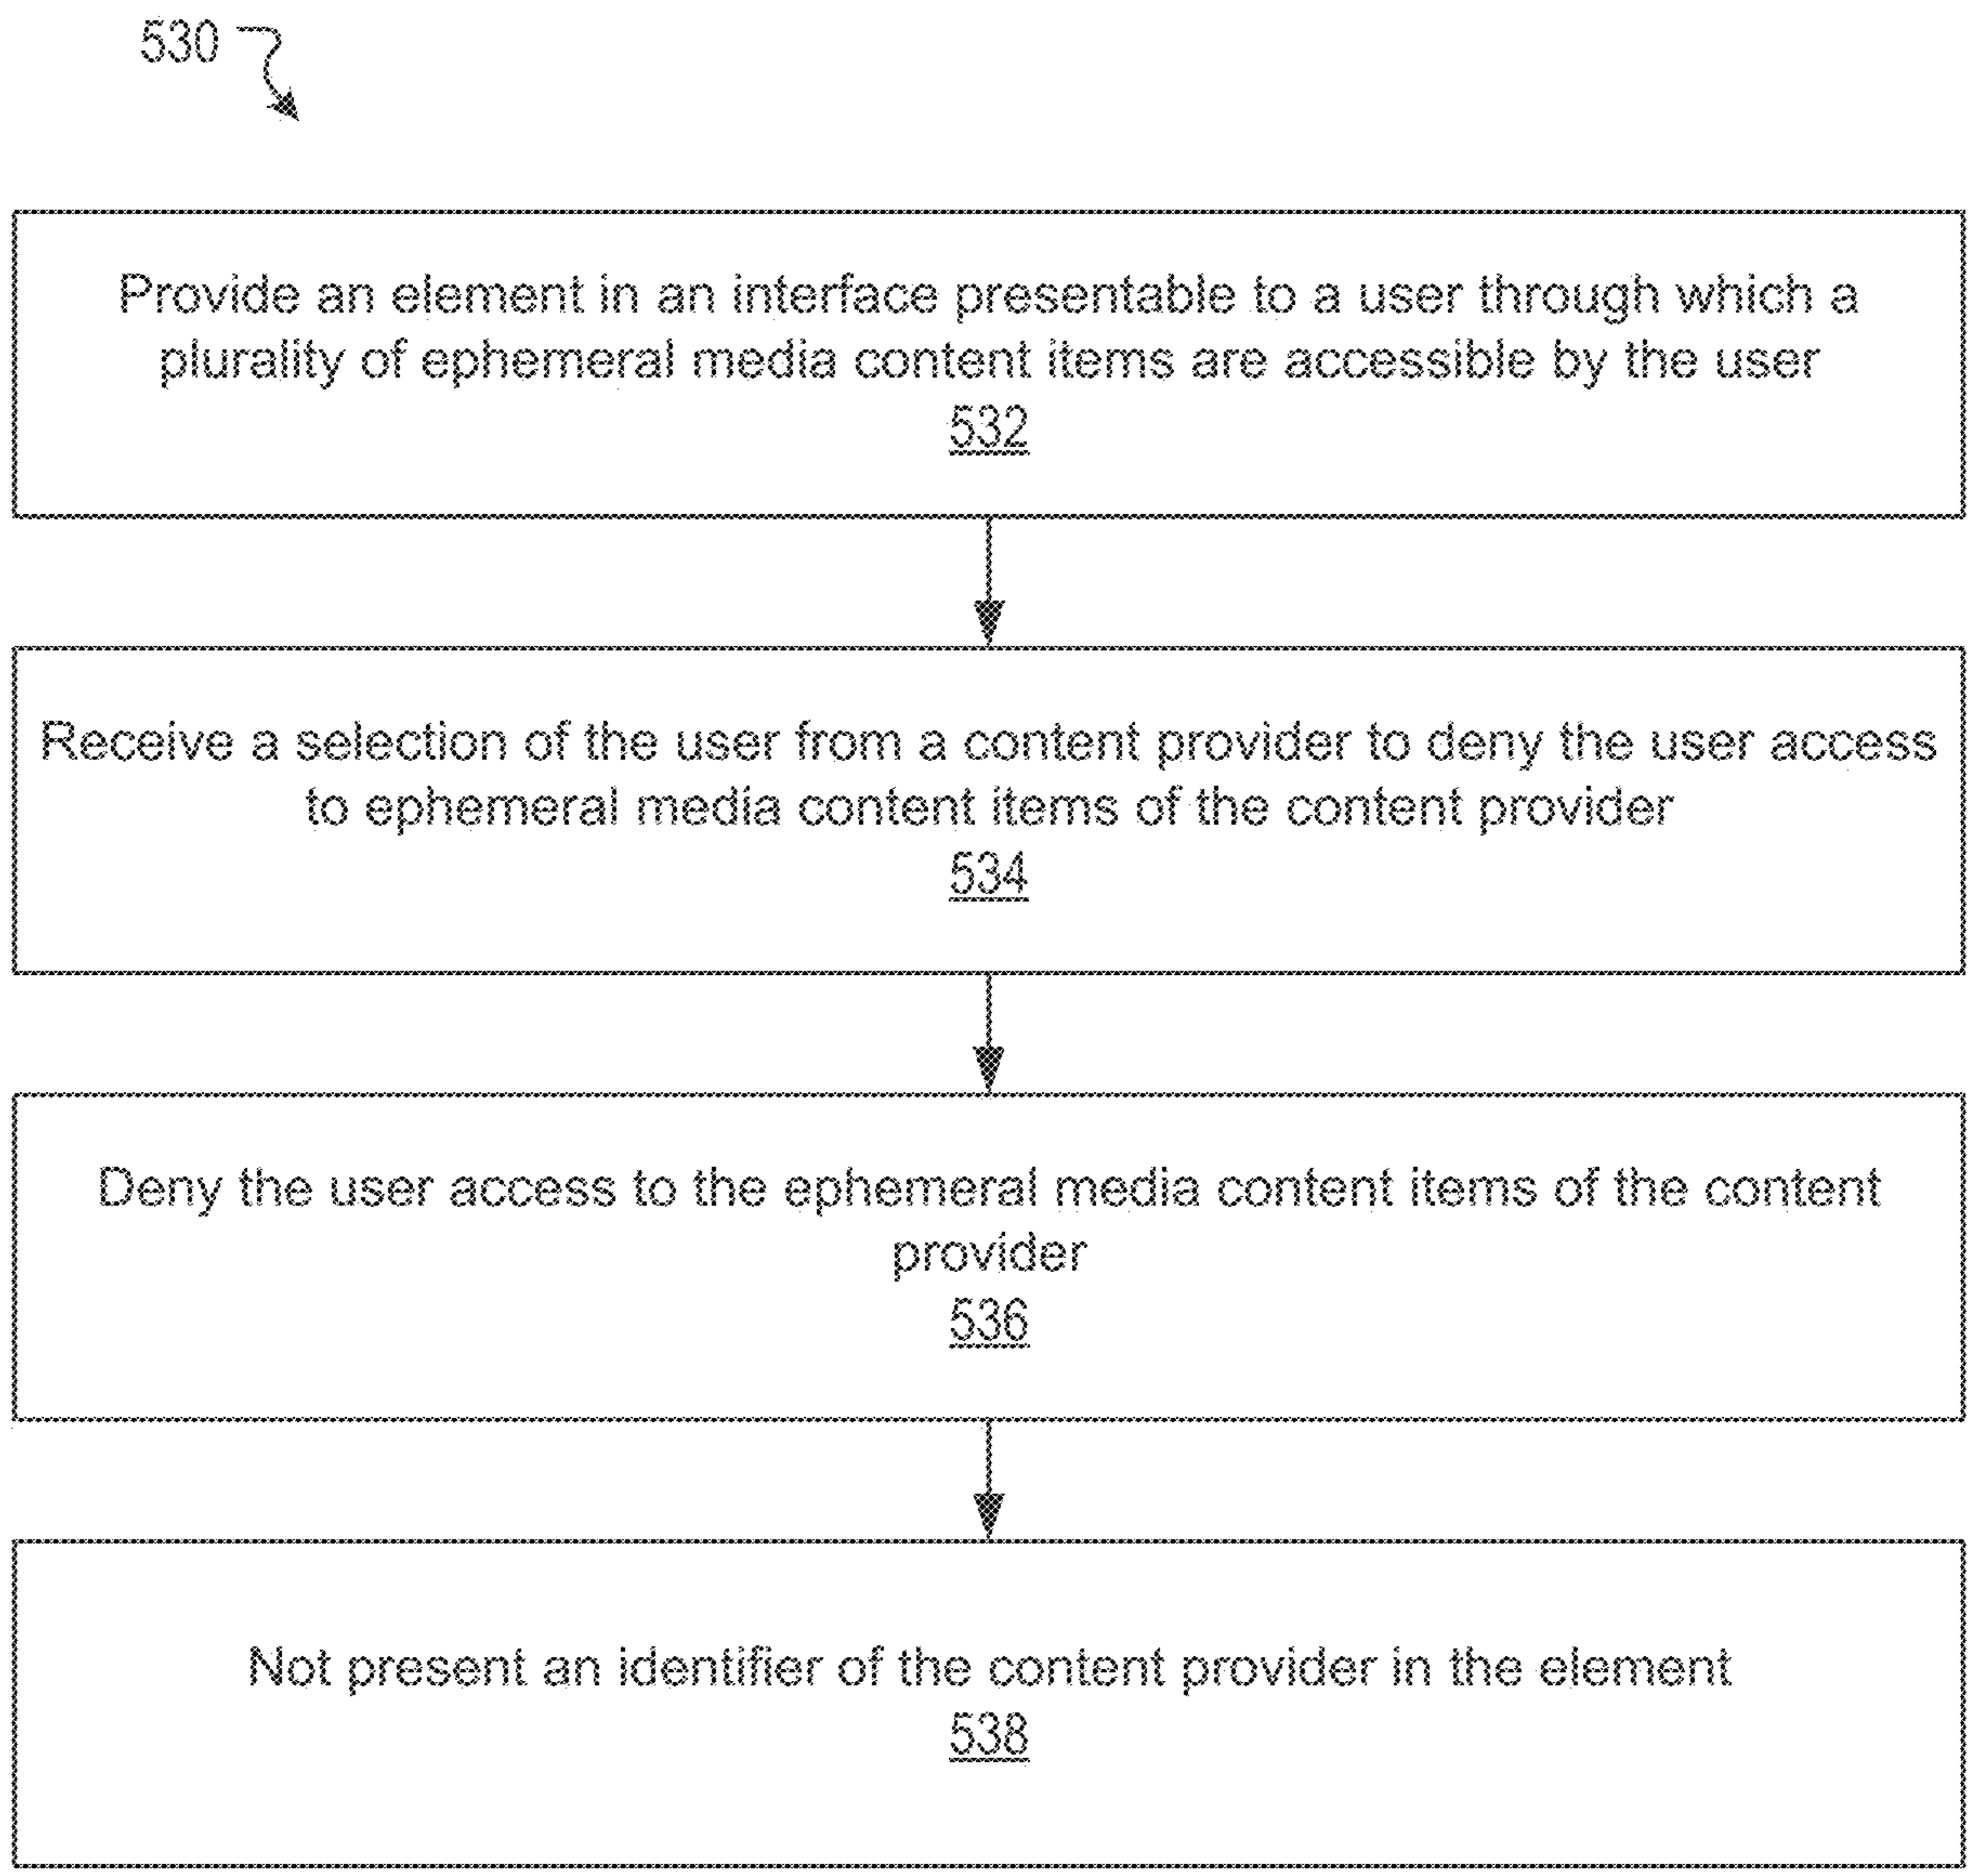 530
Provide an element in an interface presentable to a user through which a
plurality of ephemeral media content items are accessible by the user
532
Receive a selection of the user from a content provider to deny the user access
to ephemeral media content items of the content provider
534
Deny the user access to the ephemeral media content items of the content
provider
536
Not present an identifier of the content provider in the element
538